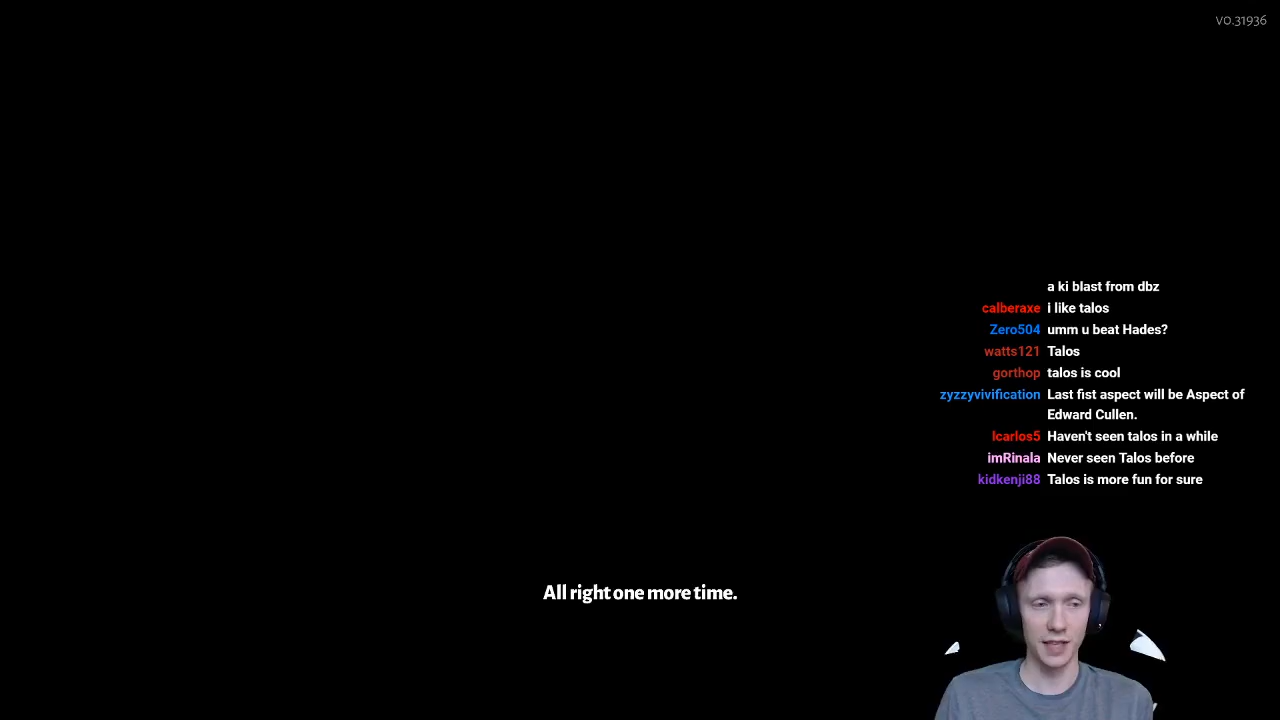 V0.31936
a ki blast from dbz
calberaxe i like talos
Zero504 umm u beat Hades?
watts121 Talos
gorthop talos is cool
zyzzyvivification Last fist aspect will be Aspect of
Edward Cullen.
Icarlos5 Haven't seen talos in a while
imRinala Never seen Talos before
kidkenji88 Talos is more fun for sure
All right one more time.